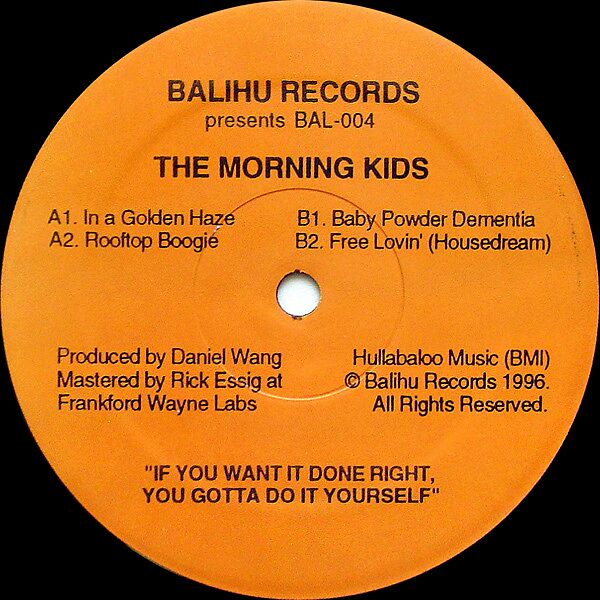 BALIHU RECORDS
presents BAL-004
THE MORNING KIDS
A1. In a Golden Haze
A2. Rooftop Boogie
B1. Baby Powder Dementia
B2. Free Lovin' (Housedream)
Produced by Daniel Wang
Mastered by Rick Essig at
Frankford Wayne Labs
Hullabaloo Music (BMI)
© Balihu Records 1996.
All Rights Reserved.
"IF YOU WANT IT DONE RIGHT,
YOU GOTTA DO IT YOURSELF"